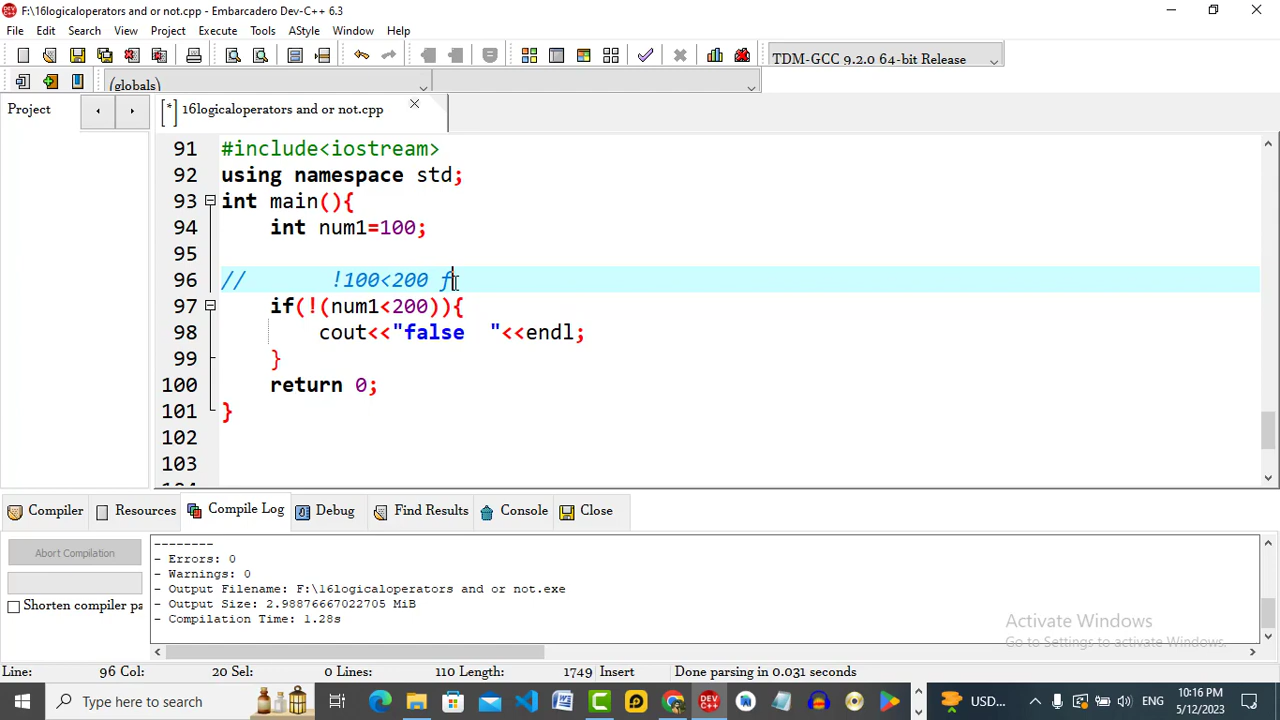 F:\16logicaloperators and or not.cpp - Embarcadero Dev-C++ 6.3
File Edit Search View Project Execute Tools AStyle Window Help
TDM-GCC 9.2.0 64-bit Release
(globals)
Project
[*] 16logicaloperators and or not.cpp
91 #include<iostream>
92 using namespace std;
93 int main(){
94 int num1=100;
95
96 // !100<200 f
97 if(!(num1<200)){
98 cout<<"false  "<<endl;
99 }
100 return 0;
101 }
102
103
Compiler Resources Compile Log Debug Find Results Console Close
Abort Compilation
Shorten compiler pa
--------
- Errors: 0
- Warnings: 0
- Output Filename: F:\16logicaloperators and or not.exe
- Output Size: 2.98876667022705 MiB
- Compilation Time: 1.28s
Activate Windows
Go to Settings to activate Windows.
Line: 96 Col: 20 Sel: 0 Lines: 110 Length: 1749 Insert Done parsing in 0.031 seconds
Type here to search
USD...
ENG
10:16 PM
5/12/2023